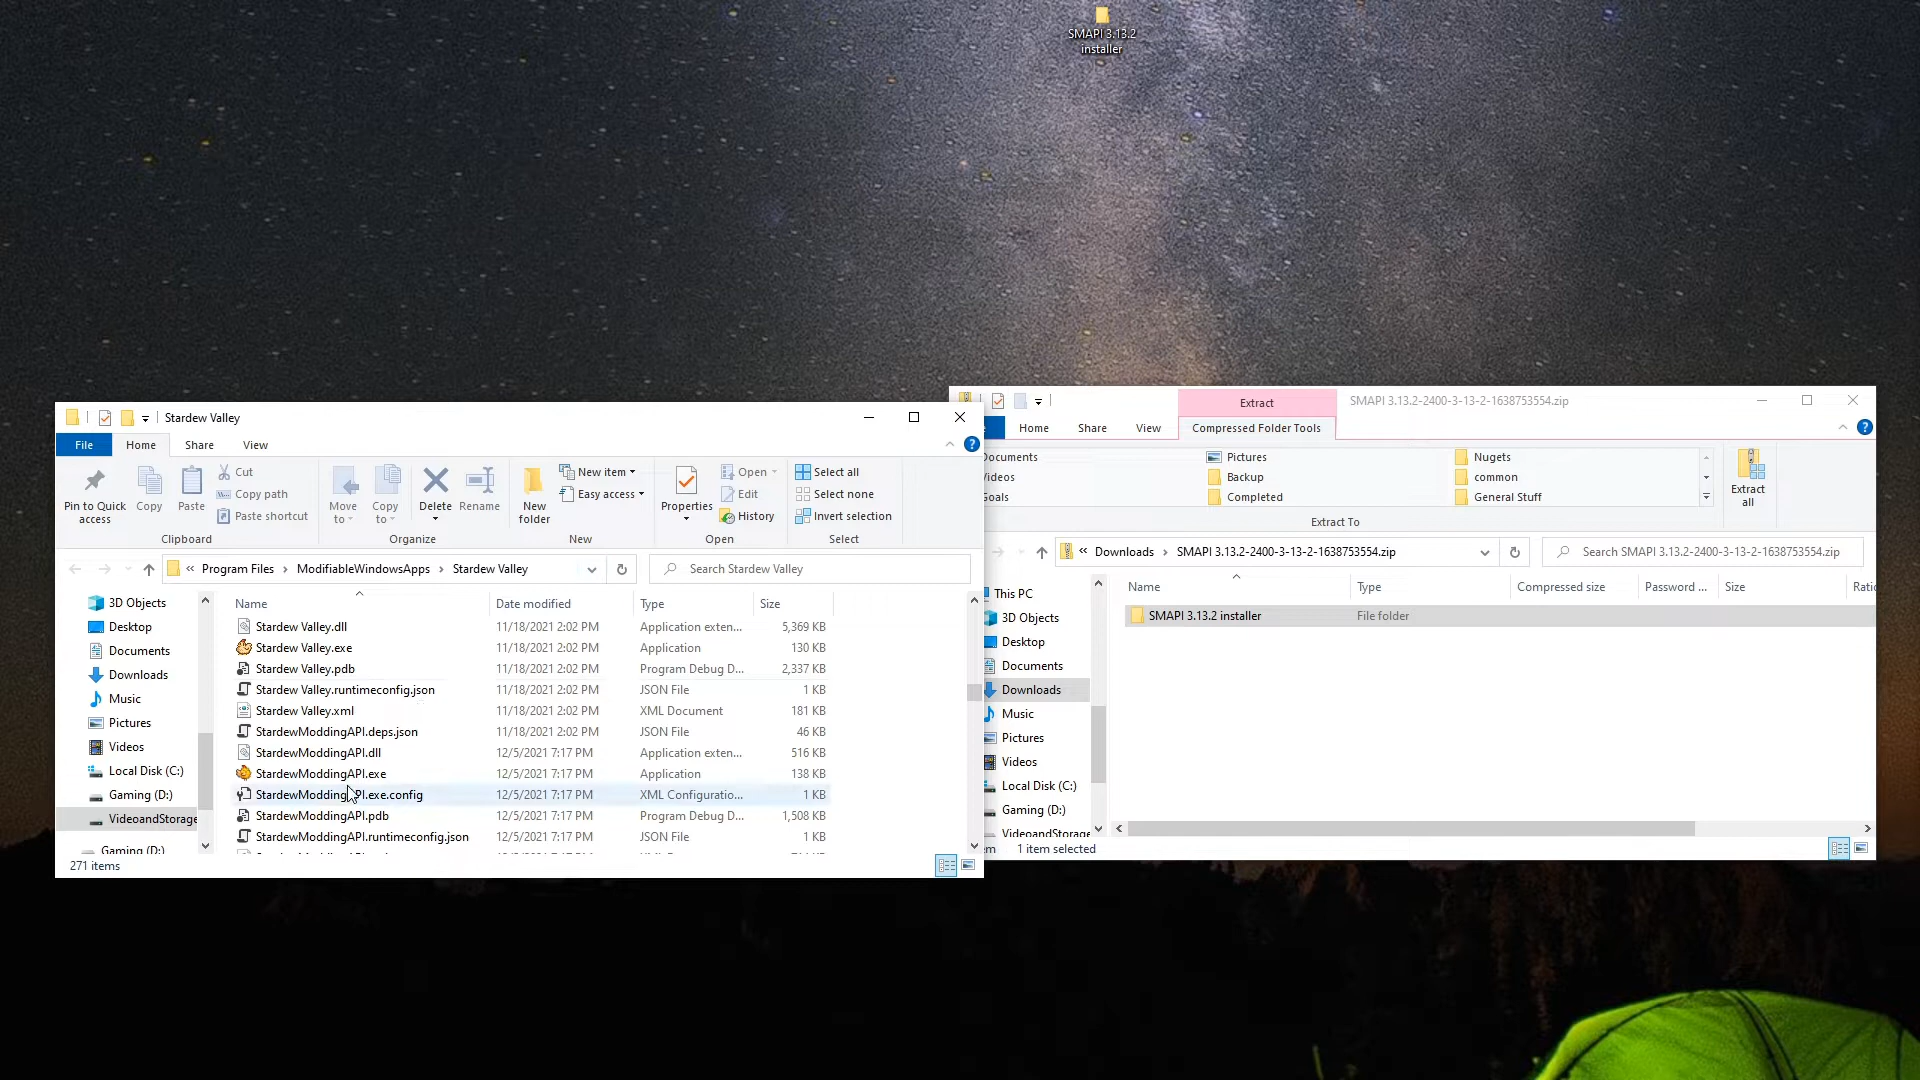 SMAPI 3.13.2
installer
Stardew Valley
File
Home
Share
View
Pin to Quick
access
Copy
Paste
Cut
Copy path
Paste shortcut
Clipboard
Move
to
Copy
to
Delete
Rename
Organize
New
folder
New item
Easy access
New
Properties
Open
Edit
History
Open
Select all
Select none
Invert selection
Select
« Program Files › ModifiableWindowsApps › Stardew Valley
Search Stardew Valley
3D Objects
Desktop
Documents
Downloads
Music
Pictures
Videos
Local Disk (C:)
Gaming (D:)
VideoandStorage
Gaming (D:)
Name Date modified Type Size
Stardew Valley.dll 11/18/2021 2:02 PM Application exten... 5,369 KB
Stardew Valley.exe 11/18/2021 2:02 PM Application 130 KB
Stardew Valley.pdb 11/18/2021 2:02 PM Program Debug D... 2,337 KB
Stardew Valley.runtimeconfig.json 11/18/2021 2:02 PM JSON File 1 KB
Stardew Valley.xml 11/18/2021 2:02 PM XML Document 181 KB
StardewModdingAPI.deps.json 11/18/2021 2:02 PM JSON File 46 KB
StardewModdingAPI.dll 12/5/2021 7:17 PM Application exten... 516 KB
StardewModdingAPI.exe 12/5/2021 7:17 PM Application 138 KB
StardewModdingAPI.exe.config 12/5/2021 7:17 PM XML Configuratio... 1 KB
StardewModdingAPI.pdb 12/5/2021 7:17 PM Program Debug D... 1,508 KB
StardewModdingAPI.runtimeconfig.json 12/5/2021 7:17 PM JSON File 1 KB
271 items
Extract
SMAPI 3.13.2-2400-3-13-2-1638753554.zip
Home
Share
View
Compressed Folder Tools
Documents
Pictures
Nugets
Videos
Backup
common
Goals
Completed
General Stuff
Extract To
Extract
all
« Downloads › SMAPI 3.13.2-2400-3-13-2-1638753554.zip
Search SMAPI 3.13.2-2400-3-13-2-1638753554.zip
This PC
3D Objects
Desktop
Documents
Downloads
Music
Pictures
Videos
Local Disk (C:)
Gaming (D:)
VideoandStorage
Name Type Compressed size Password ... Size Ratio
SMAPI 3.13.2 installer File folder
em 1 item selected